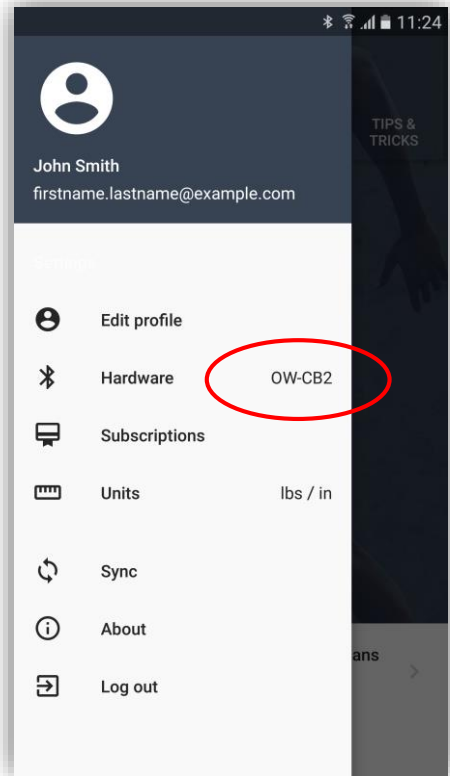 11:24
TIPS &
TRICKS
John Smith
firstname.lastname@example.com
Settings
Edit profile
Hardware OW-CB2
Subscriptions
Units lbs / in
Sync
About
ans
Log out